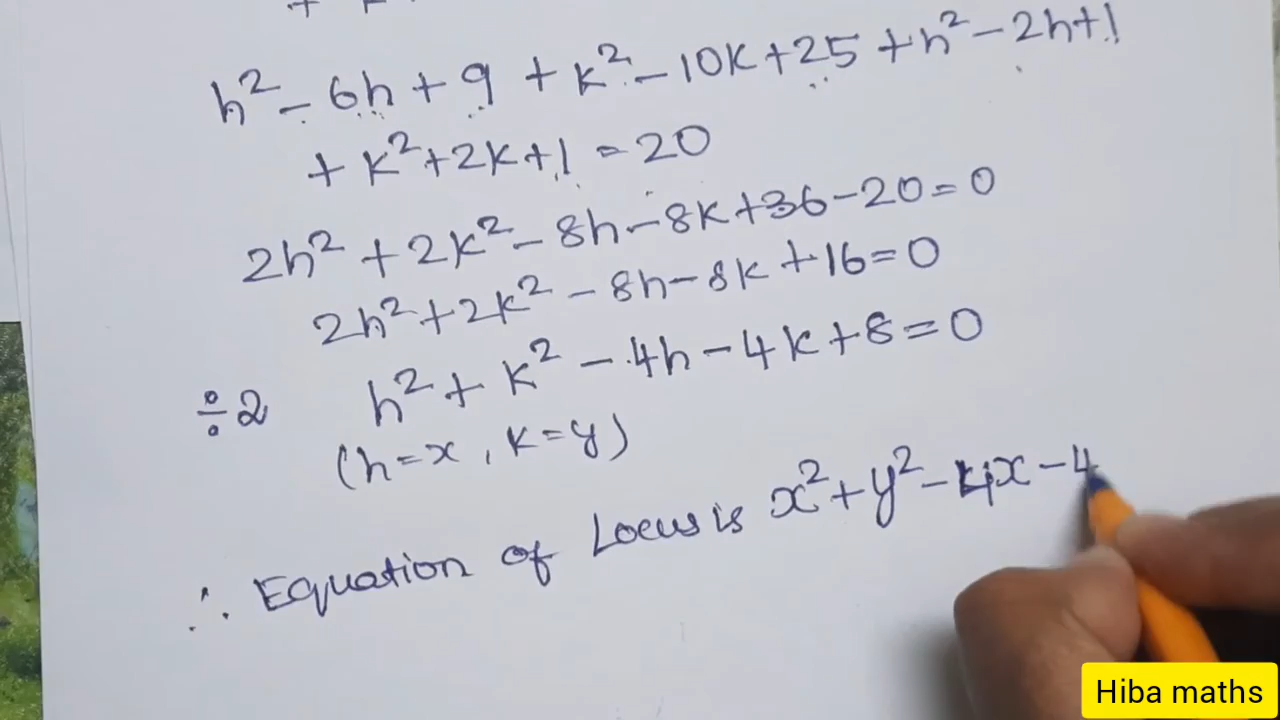 h² - 6h + 9 + k² - 10k + 25 + h² - 2h + 1
+ k² + 2k + 1 = 20
2h² + 2k² - 8h - 8k + 36 - 20 = 0
2h² + 2k² - 8h - 8k + 16 = 0
÷2 h² + k² - 4h - 4k + 8 = 0
(h = x , k = y)
∴ Equation of Locus is x² + y² - 4x - 4
Hiba maths